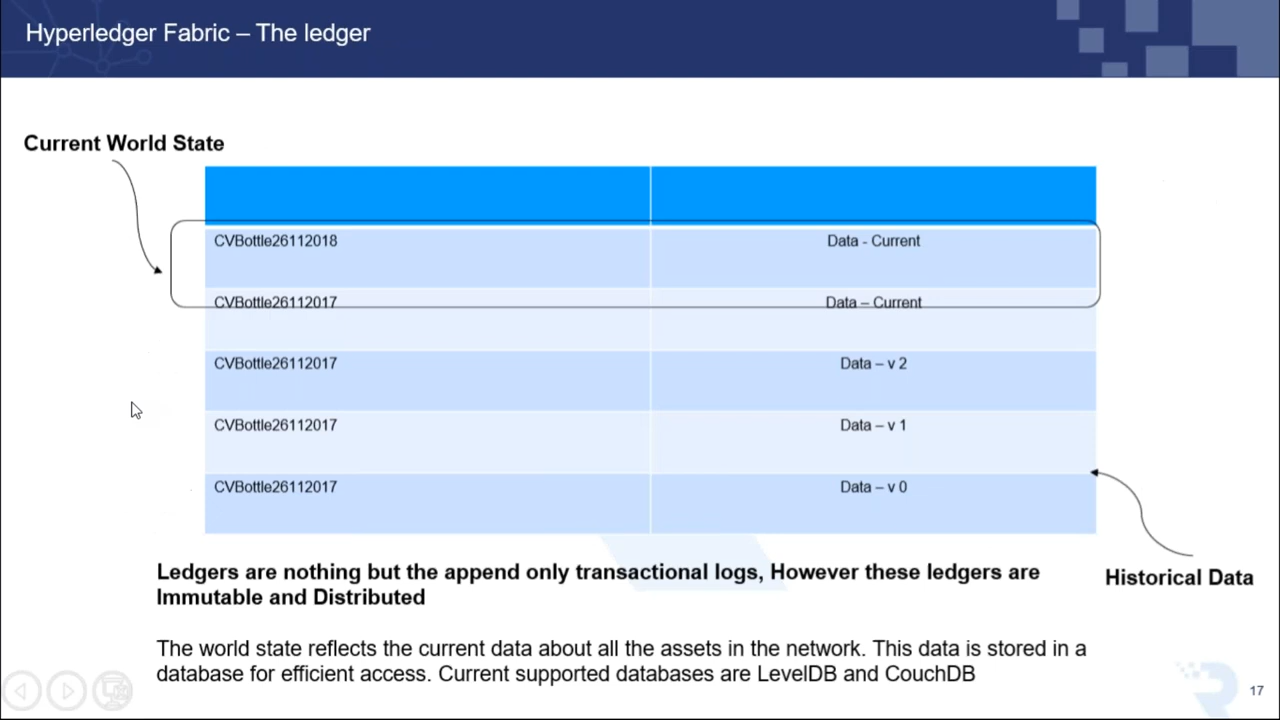 Hyperledger Fabric – The ledger
Current World State
CVBottle26112018 Data - Current
CVBottle26112017 Data – Current
CVBottle26112017 Data – v 2
CVBottle26112017 Data – v 1
CVBottle26112017 Data – v 0
Historical Data
Ledgers are nothing but the append only transactional logs, However these ledgers are
Immutable and Distributed
The world state reflects the current data about all the assets in the network. This data is stored in a
database for efficient access. Current supported databases are LevelDB and CouchDB
17